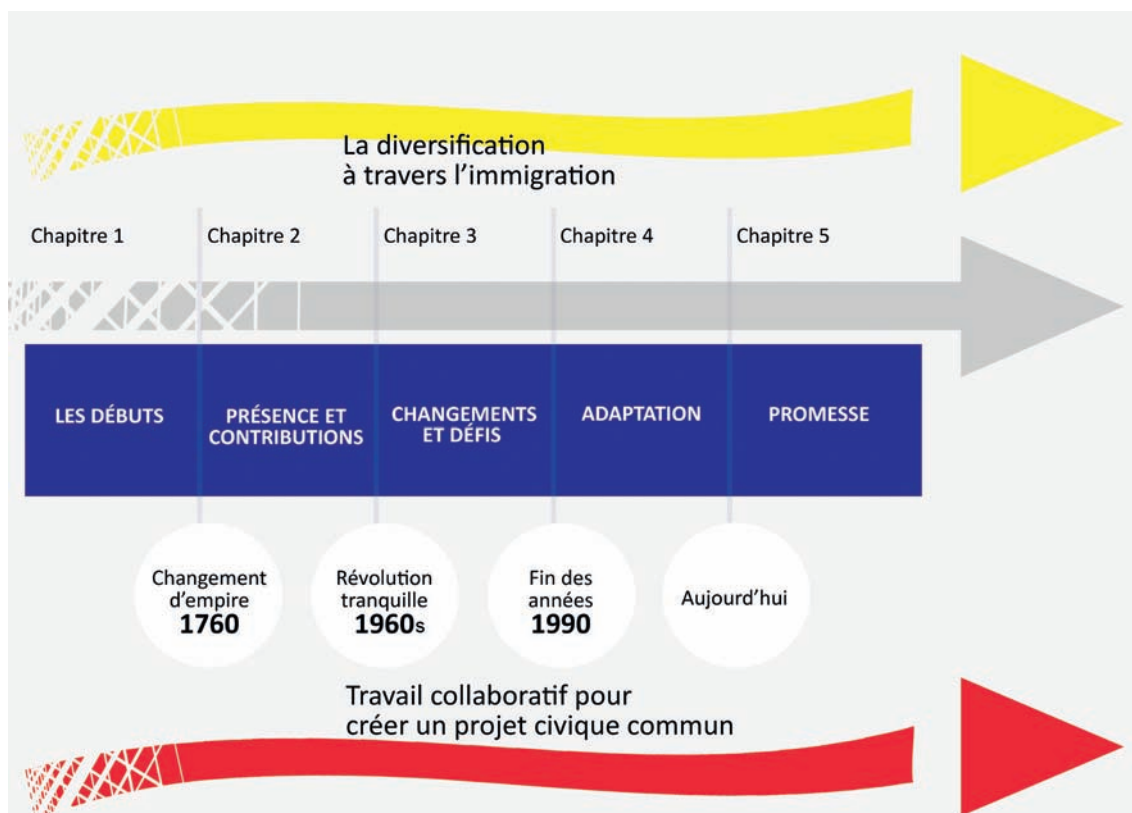 La diversification
à travers l'immigration
Chapitre 1
Chapitre 2
Chapitre 3
Chapitre 4
Chapitre 5
LES DÉBUTS
PRÉSENCE ET
CONTRIBUTIONS
CHANGEMENTS
ET DÉFIS
ADAPTATION
PROMESSE
Changement
d'empire
1760
Révolution
tranquille
1960s
Fin des
années
1990
Aujourd'hui
Travail collaboratif pour
créer un projet civique commun